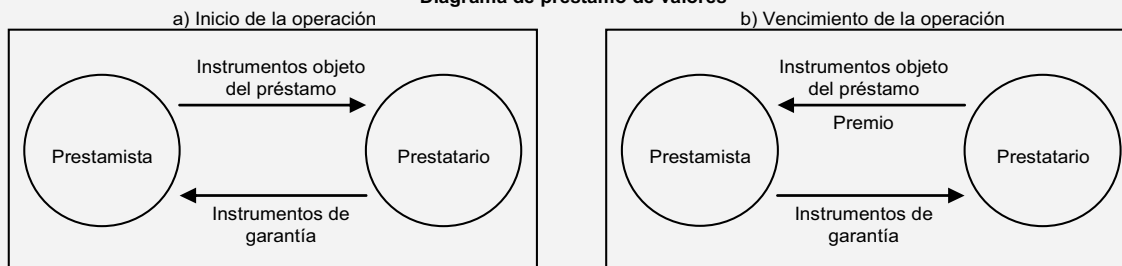 Diagrama de préstamo de valores
a) Inicio de la operación
Instrumentos objeto
del préstamo
Prestamista
Prestatario
Instrumentos de
garantía
b) Vencimiento de la operación
Instrumentos objeto
del préstamo
Premio
Prestamista
Prestatario
Instrumentos de
garantía